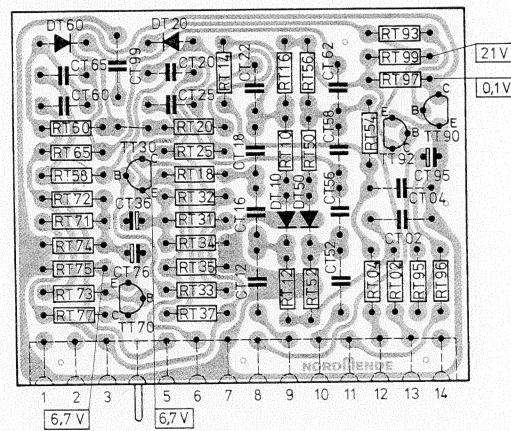 DT60
DT20
RT93
RT99
21V
RT97
0,1V
CT65
CT99
CT20
RT14
CT22
RT16
RT56
CT62
CT60
CT25
C
E
B
C
E
TT90
RT60
RT20
CT18
RT10
RT50
CT58
RT54
B
TT92
RT65
TT30
RT25
CT95
RT58
B
C
E
RT18
DT10
DT50
CT56
CT04
RT72
CT36
RT32
RT71
RT31
CT16
CT02
RT74
RT34
CT52
RT75
CT76
RT35
CT12
RT12
RT52
RT04
RT02
RT95
RT96
RT73
E
B
C
RT33
RT77
TT70
RT37
NORDMENDE
1 2 3 5 6 7 8 9 10 11 12 13 14
6,7 V
6,7 V